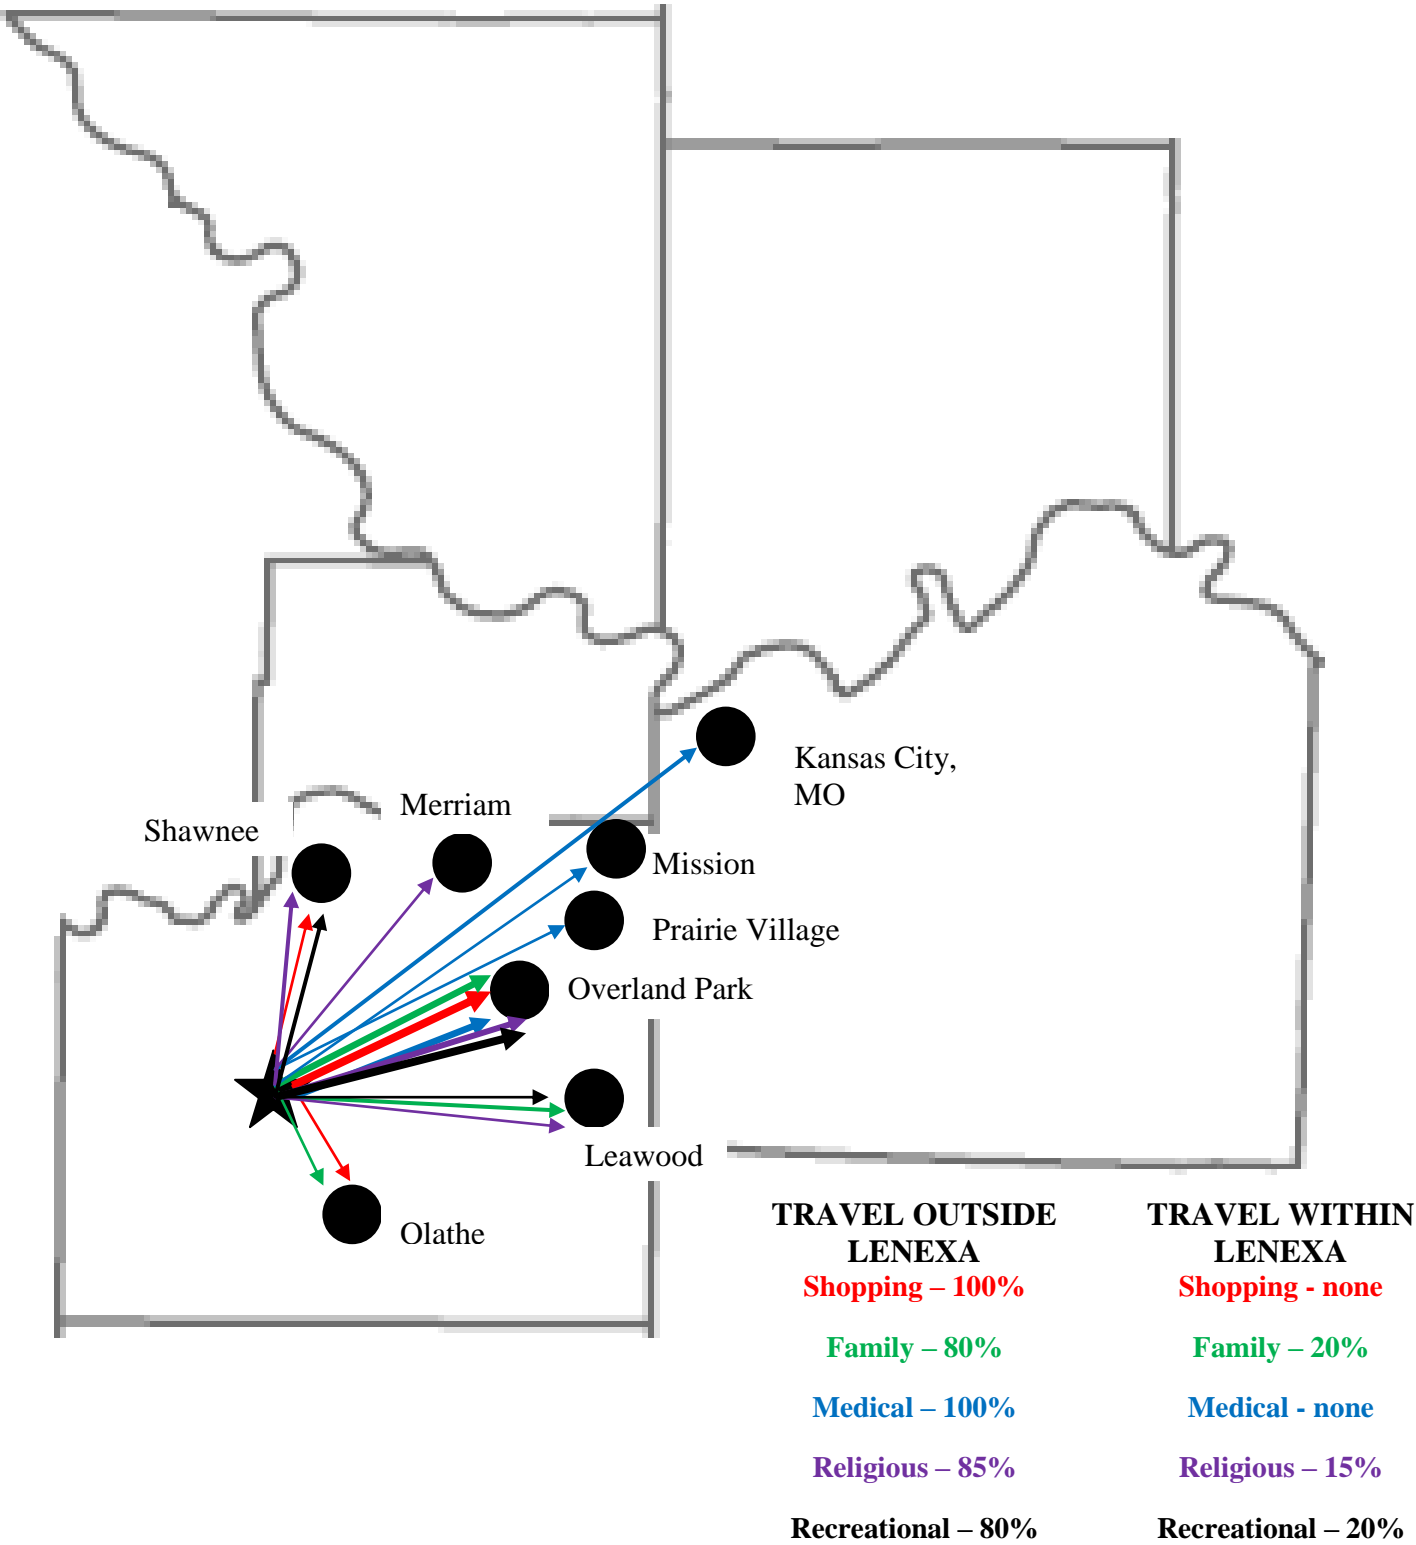 Kansas City,
MO
Merriam
Shawnee
Mission
Prairie Village
Overland Park
Leawood
Olathe
TRAVEL OUTSIDE
LENEXA
Shopping – 100%
Family – 80%
Medical – 100%
Religious – 85%
Recreational – 80%
TRAVEL WITHIN
LENEXA
Shopping - none
Family – 20%
Medical - none
Religious – 15%
Recreational – 20%